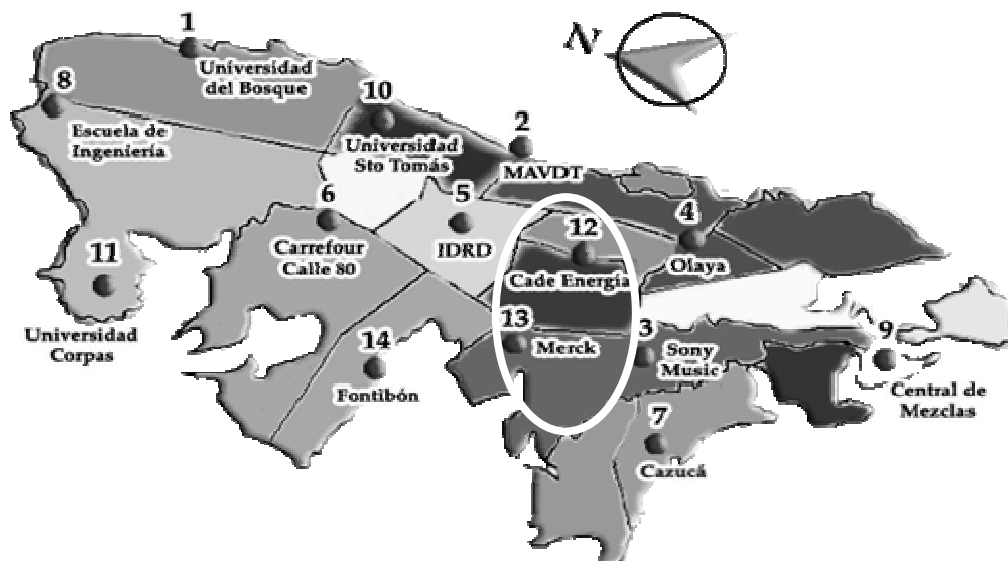 N
1
Universidad
del Bosque
8
Escuela de
Ingeniería
10
Universidad
Sto Tomás
2
MAVDT
6
Carrefour
Calle 80
5
IDRD
12
Cade Energía
4
Olaya
11
Universidad
Corpas
13
Merck
3
Sony
Music
9
Central de
Mezclas
14
Fontibón
7
Cazucá